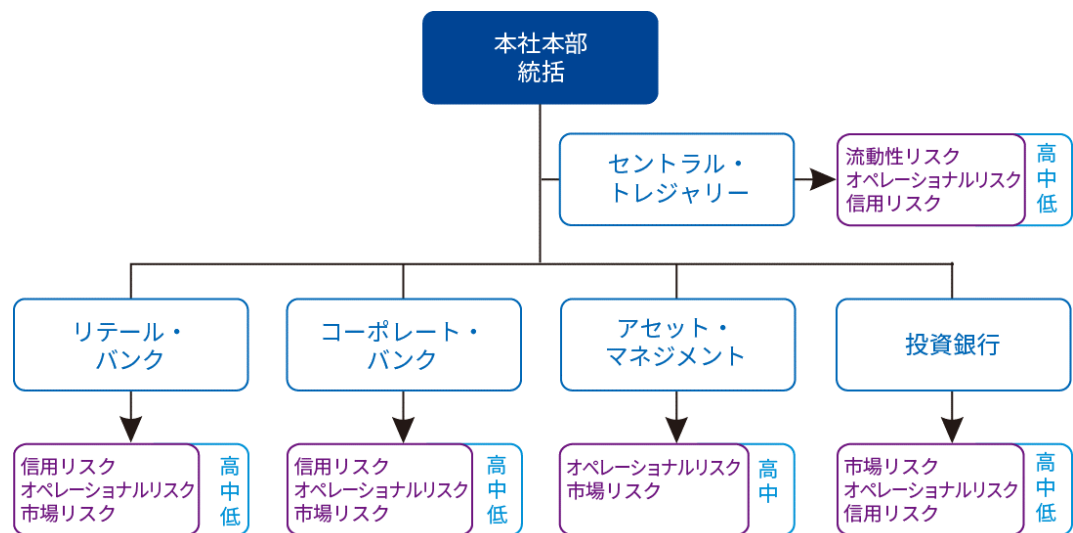 本社本部
統括
セントラル・
トレジャリー
流動性リスク 高
オペレーショナルリスク 中
信用リスク 低
リテール・
バンク
コーポレート・
バンク
アセット・
マネジメント
投資銀行
信用リスク 高
オペレーショナルリスク 中
市場リスク 低
信用リスク 高
オペレーショナルリスク 中
市場リスク 低
オペレーショナルリスク 高
市場リスク 中
市場リスク 高
オペレーショナルリスク 中
信用リスク 低